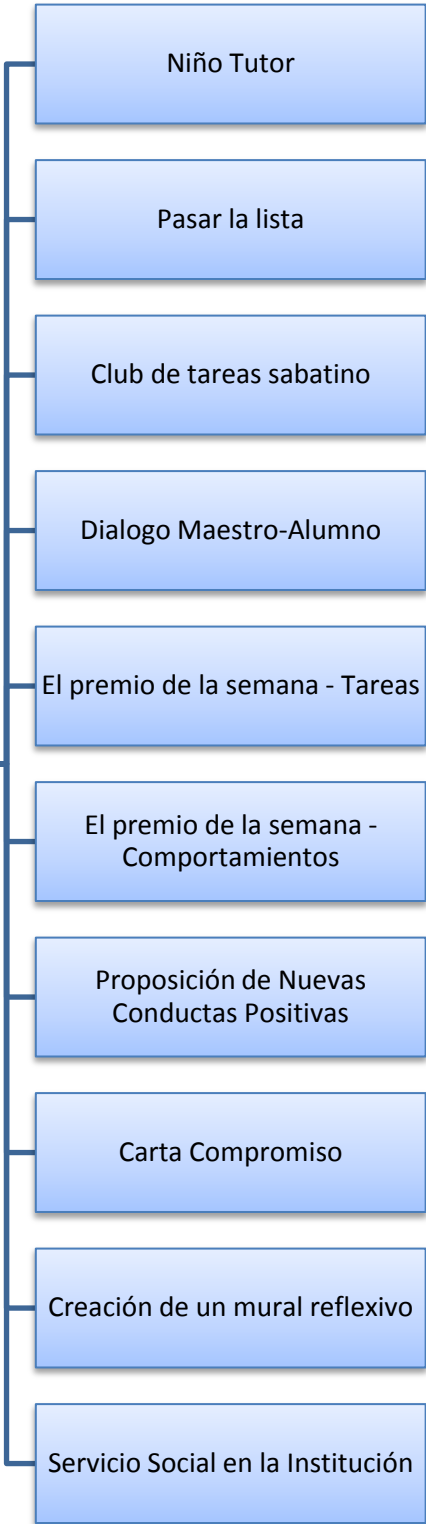 Niño Tutor
Pasar la lista
Club de tareas sabatino
Dialogo Maestro-Alumno
El premio de la semana - Tareas
El premio de la semana -
Comportamientos
Proposición de Nuevas
Conductas Positivas
Carta Compromiso
Creación de un mural reflexivo
Servicio Social en la Institución